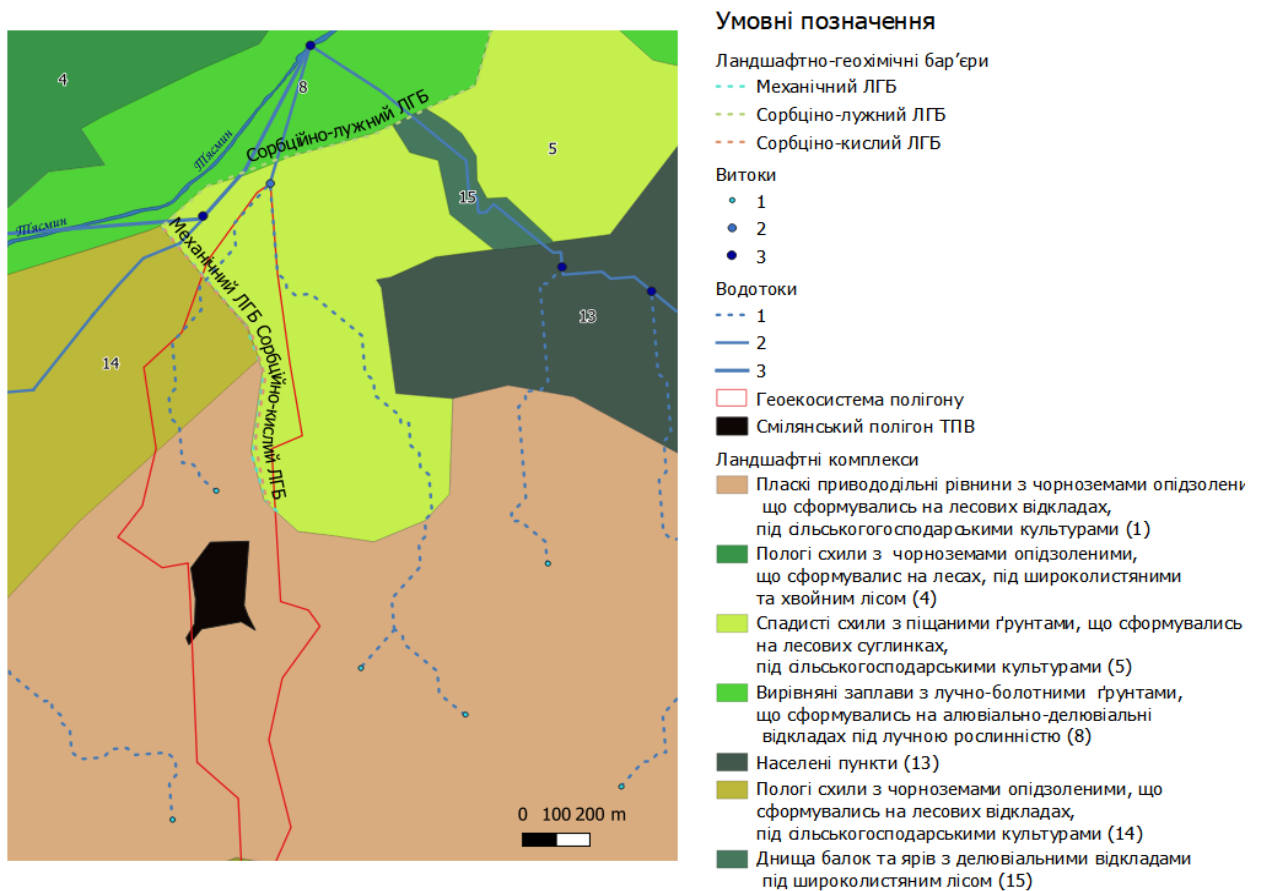 4
8
Тясмин
Сорбційно-лужний ЛГБ
5
15
Тясмин
Механічний ЛГБ Сорбційно-кислий ЛГБ
13
14
0 100 200 m
Умовні позначення
Ландшафтно-геохімічні бар’єри
Механічний ЛГБ
Сорбціно-лужний ЛГБ
Сорбціно-кислий ЛГБ
Витоки
1
2
3
Водотоки
1
2
3
Геоекосистема полігону
Смілянський полігон ТПВ
Ландшафтні комплекси
Пласкі привододільні рівнини з чорноземами опідзолени
що сформувались на лесових відкладах,
під сільськогогосподарськими культурами (1)
Пологі схили з чорноземами опідзоленими,
що сформувалис на лесах, під широколистяними
та хвойним лісом (4)
Спадисті схили з піщаними ґрунтами, що сформувались
на лесових суглинках,
під сільськогосподарськими культурами (5)
Вирівняні заплави з лучно-болотними ґрунтами,
що сформувались на алювіально-делювіальні
відкладах під лучною рослинністю (8)
Населені пункти (13)
Пологі схили з чорноземами опідзоленими, що
сформувались на лесових відкладах,
під сільськогосподарськими культурами (14)
Днища балок та ярів з делювіальними відкладами
під широколистяним лісом (15)